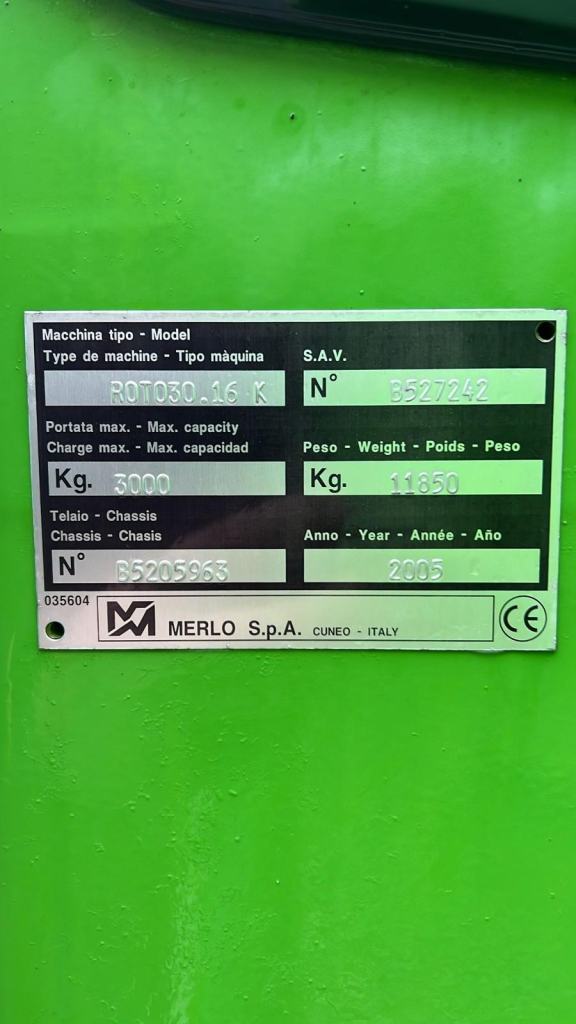 Macchina tipo - Model
Type de machine - Tipo màquina
ROTO30.16 K
S.A.V.
N° B527242
Portata max. - Max. capacity
Charge max. - Max. capacidad
Kg. 3000
Peso - Weight - Poids - Peso
Kg. 11850
Telaio - Chassis
Chassis - Chasis
N° B5205963
Anno - Year - Année - Año
2005
035604
MERLO S.p.A. CUNEO - ITALY
CE